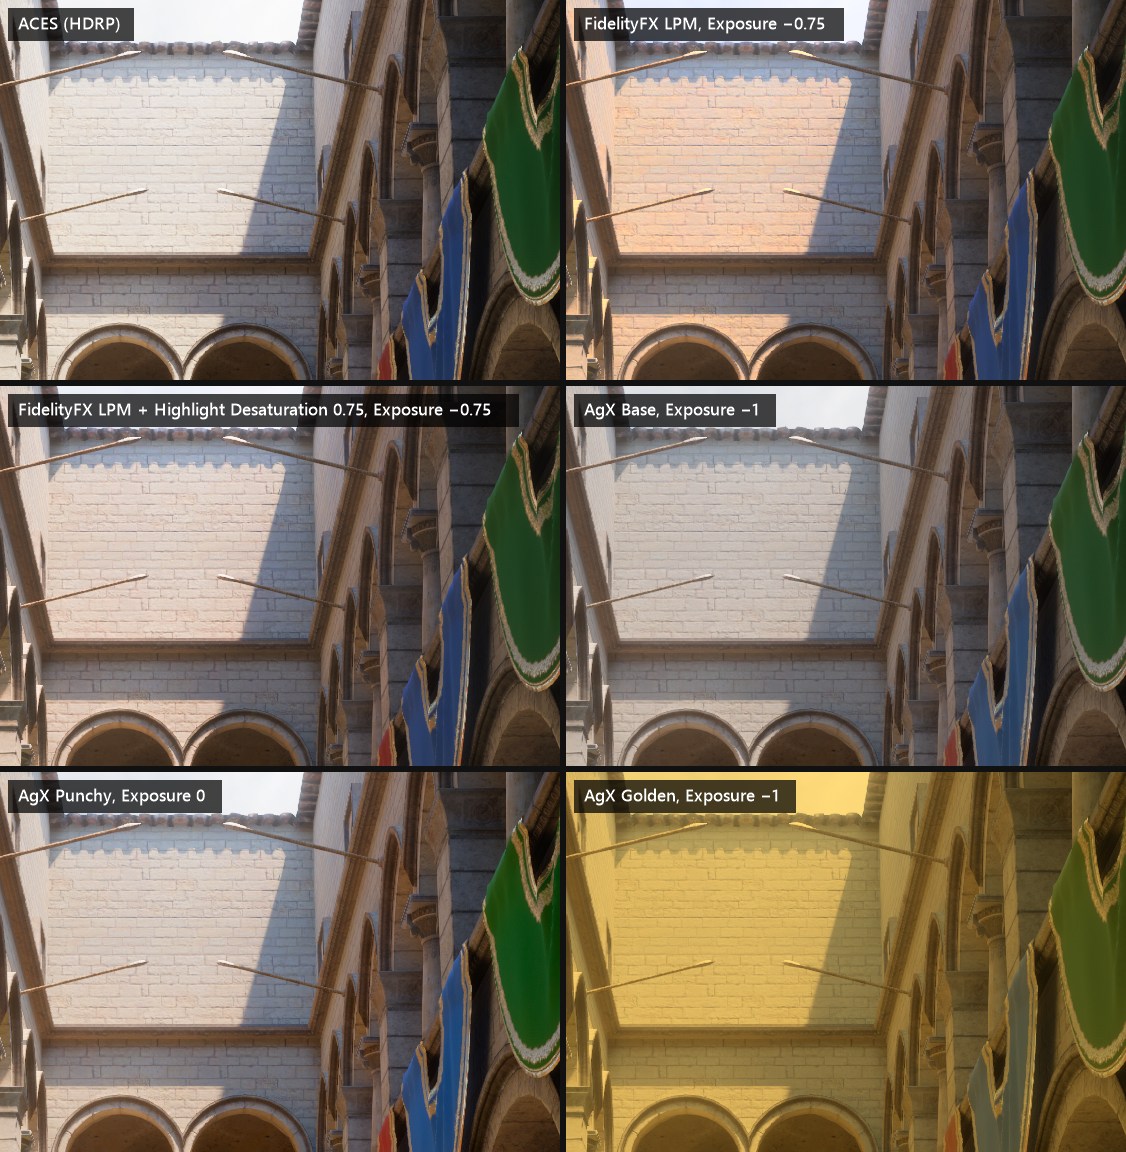 ACES (HDRP)
FidelityFX LPM, Exposure −0.75
FidelityFX LPM + Highlight Desaturation 0.75, Exposure −0.75
AgX Base, Exposure −1
AgX Punchy, Exposure 0
AgX Golden, Exposure −1